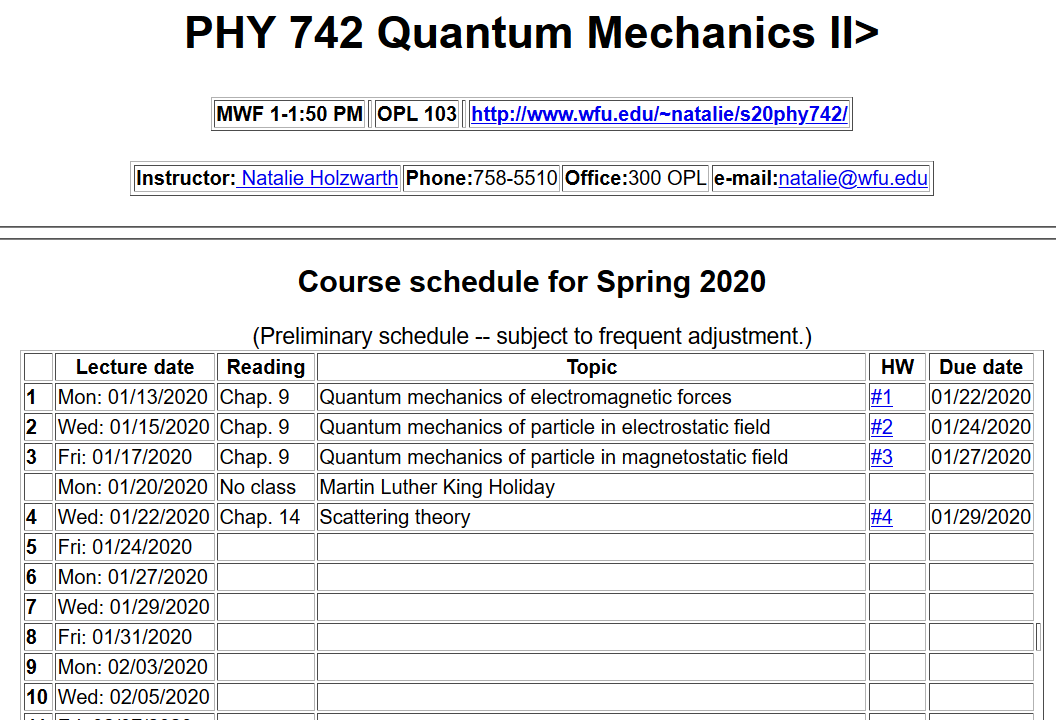 PHY 742 Quantum Mechanics II>
MWF 1-1:50 PM OPL 103 http://www.wfu.edu/~natalie/s20phy742/
Instructor: Natalie Holzwarth Phone:758-5510 Office:300 OPL e-mail:natalie@wfu.edu
Course schedule for Spring 2020
(Preliminary schedule -- subject to frequent adjustment.)
Lecture date Reading Topic HW Due date
1 Mon: 01/13/2020 Chap. 9 Quantum mechanics of electromagnetic forces #1 01/22/2020
2 Wed: 01/15/2020 Chap. 9 Quantum mechanics of particle in electrostatic field #2 01/24/2020
3 Fri: 01/17/2020 Chap. 9 Quantum mechanics of particle in magnetostatic field #3 01/27/2020
Mon: 01/20/2020 No class Martin Luther King Holiday
4 Wed: 01/22/2020 Chap. 14 Scattering theory #4 01/29/2020
5 Fri: 01/24/2020
6 Mon: 01/27/2020
7 Wed: 01/29/2020
8 Fri: 01/31/2020
9 Mon: 02/03/2020
10 Wed: 02/05/2020